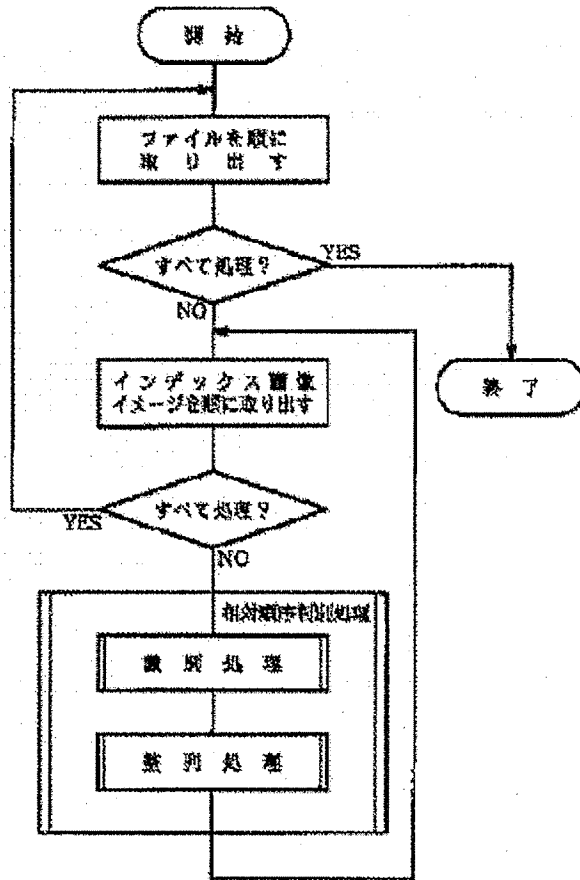 開始
ファイルを順に
取り出す
すべて処理?
YES
NO
インデックス画像
イメージを順に取り出す
終了
すべて処理?
YES
NO
識別処理
整列処理